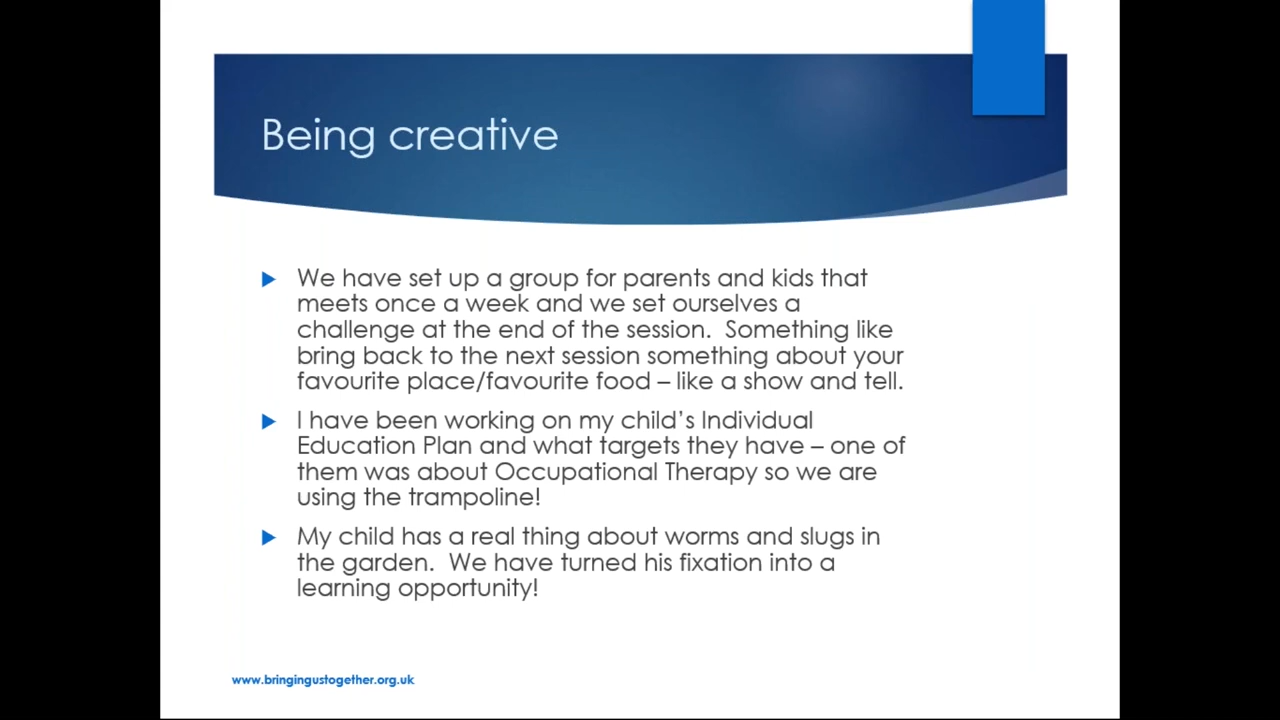 Being creative
We have set up a group for parents and kids that
meets once a week and we set ourselves a
challenge at the end of the session.  Something like
bring back to the next session something about your
favourite place/favourite food – like a show and tell.
I have been working on my child’s Individual
Education Plan and what targets they have – one of
them was about Occupational Therapy so we are
using the trampoline!
My child has a real thing about worms and slugs in
the garden.  We have turned his fixation into a
learning opportunity!
www.bringingustogether.org.uk